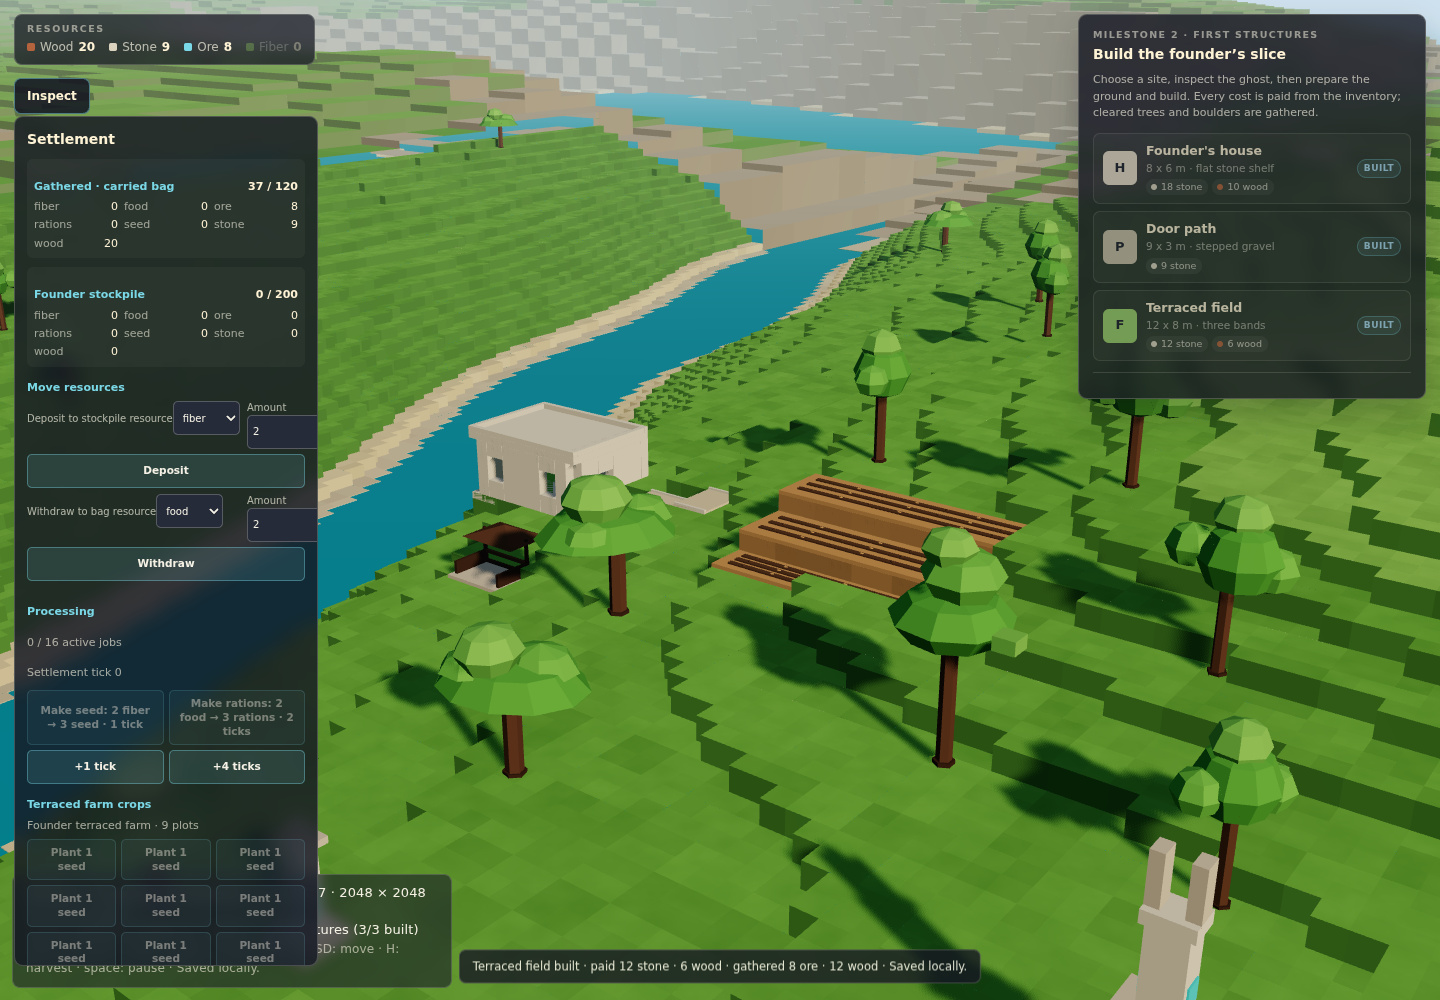 RESOURCES
Wood 20 Stone 9 Ore 8 Fiber 0
Inspect
Settlement
Gathered · carried bag 37 / 120
fiber 0 food 0 ore 8
rations 0 seed 0 stone 9
wood 20
Founder stockpile 0 / 200
fiber 0 food 0 ore 0
rations 0 seed 0 stone 0
wood 0
Move resources
Deposit to stockpile resource fiber Amount 2
Deposit
Withdraw to bag resource food Amount 2
Withdraw
Processing
0 / 16 active jobs
Settlement tick 0
Make seed: 2 fiber
→ 3 seed · 1 tick
Make rations: 2
food → 3 rations · 2
ticks
+1 tick +4 ticks
Terraced farm crops
Founder terraced farm · 9 plots
Plant 1 seed Plant 1 seed Plant 1 seed
Plant 1 seed Plant 1 seed Plant 1 seed
Plant 1 seed Plant 1 seed Plant 1 seed
7 · 2048 × 2048
tures (3/3 built)
SD: move · H:
harvest · space: pause · Saved locally.
Terraced field built · paid 12 stone · 6 wood · gathered 8 ore · 12 wood · Saved locally.
MILESTONE 2 · FIRST STRUCTURES
Build the founder’s slice
Choose a site, inspect the ghost, then prepare the
ground and build. Every cost is paid from the inventory;
cleared trees and boulders are gathered.
H
Founder's house
8 x 6 m · flat stone shelf
18 stone 10 wood
BUILT
P
Door path
9 x 3 m · stepped gravel
9 stone
BUILT
F
Terraced field
12 x 8 m · three bands
12 stone 6 wood
BUILT